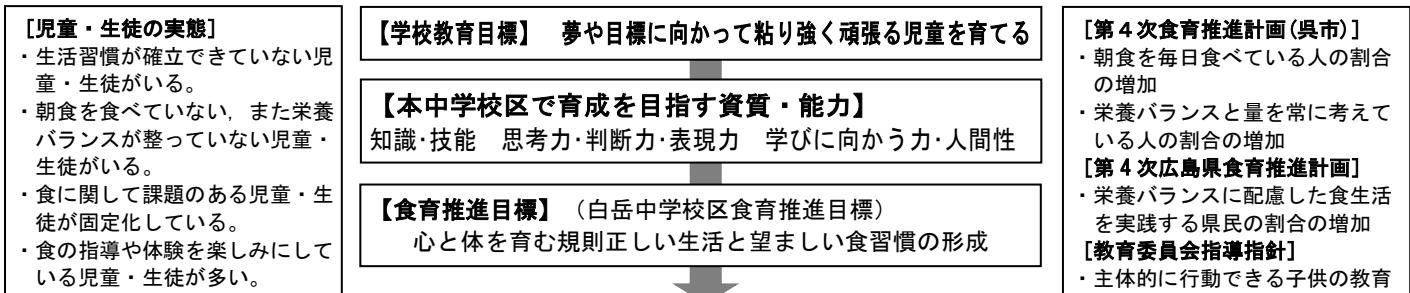 [児童・生徒の実態]
・生活習慣が確立できていない児
童・生徒がいる。
・朝食を食べていない，また栄養
バランスが整っていない児童・
生徒がいる。
・食に関して課題のある児童・生
徒が固定化している。
・食の指導や体験を楽しみにして
いる児童・生徒が多い。
【学校教育目標】　夢や目標に向かって粘り強く頑張る児童を育てる
【本中学校区で育成を目指す資質・能力】
知識・技能　思考力・判断力・表現力　学びに向かう力・人間性
【食育推進目標】（白岳中学校区食育推進目標）
心と体を育む規則正しい生活と望ましい食習慣の形成
[第４次食育推進計画(呉市)]
・朝食を毎日食べている人の割合
の増加
・栄養バランスと量を常に考えて
いる人の割合の増加
[第４次広島県食育推進計画]
・栄養バランスに配慮した食生活
を実践する県民の割合の増加
[教育委員会指導指針]
・主体的に行動できる子供の教育